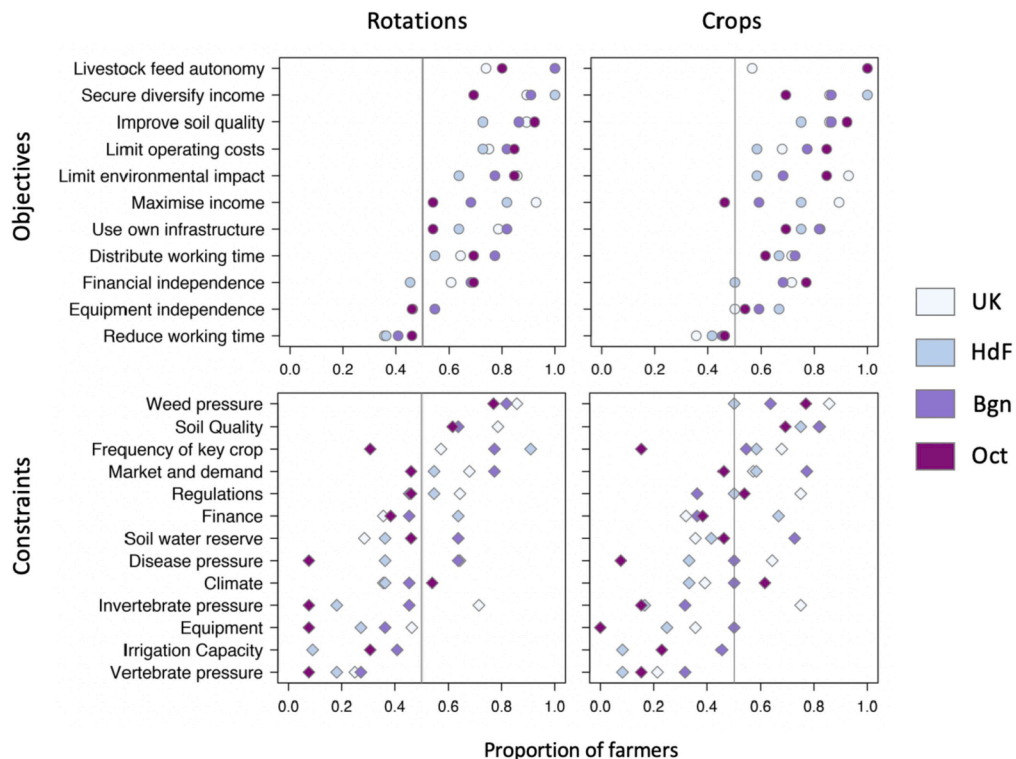 Rotations
Crops
Objectives
Livestock feed autonomy
Secure diversify income
Improve soil quality
Limit operating costs
Limit environmental impact
Maximise income
Use own infrastructure
Distribute working time
Financial independence
Equipment independence
Reduce working time
0.0 0.2 0.4 0.6 0.8 1.0
0.0 0.2 0.4 0.6 0.8 1.0
UK
HdF
Bgn
Oct
Constraints
Weed pressure
Soil Quality
Frequency of key crop
Market and demand
Regulations
Finance
Soil water reserve
Disease pressure
Climate
Invertebrate pressure
Equipment
Irrigation Capacity
Vertebrate pressure
0.0 0.2 0.4 0.6 0.8 1.0
0.0 0.2 0.4 0.6 0.8 1.0
Proportion of farmers